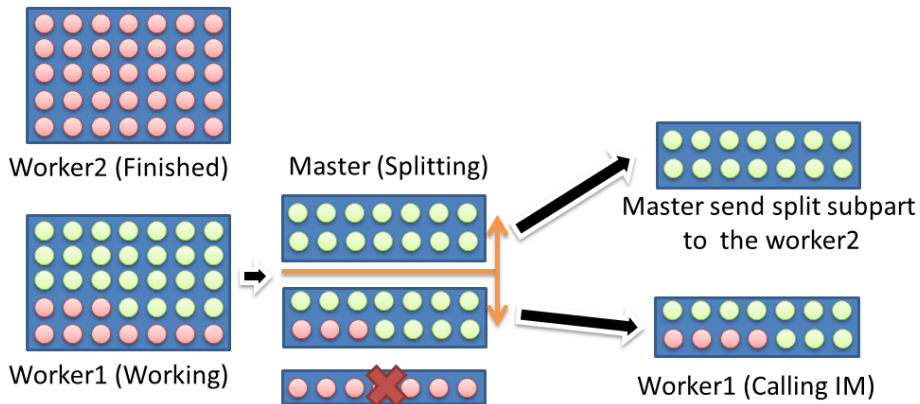 Worker2 (Finished)
Master (Splitting)
Master send split subpart
to the worker2
Worker1 (Working)
Worker1 (Calling IM)